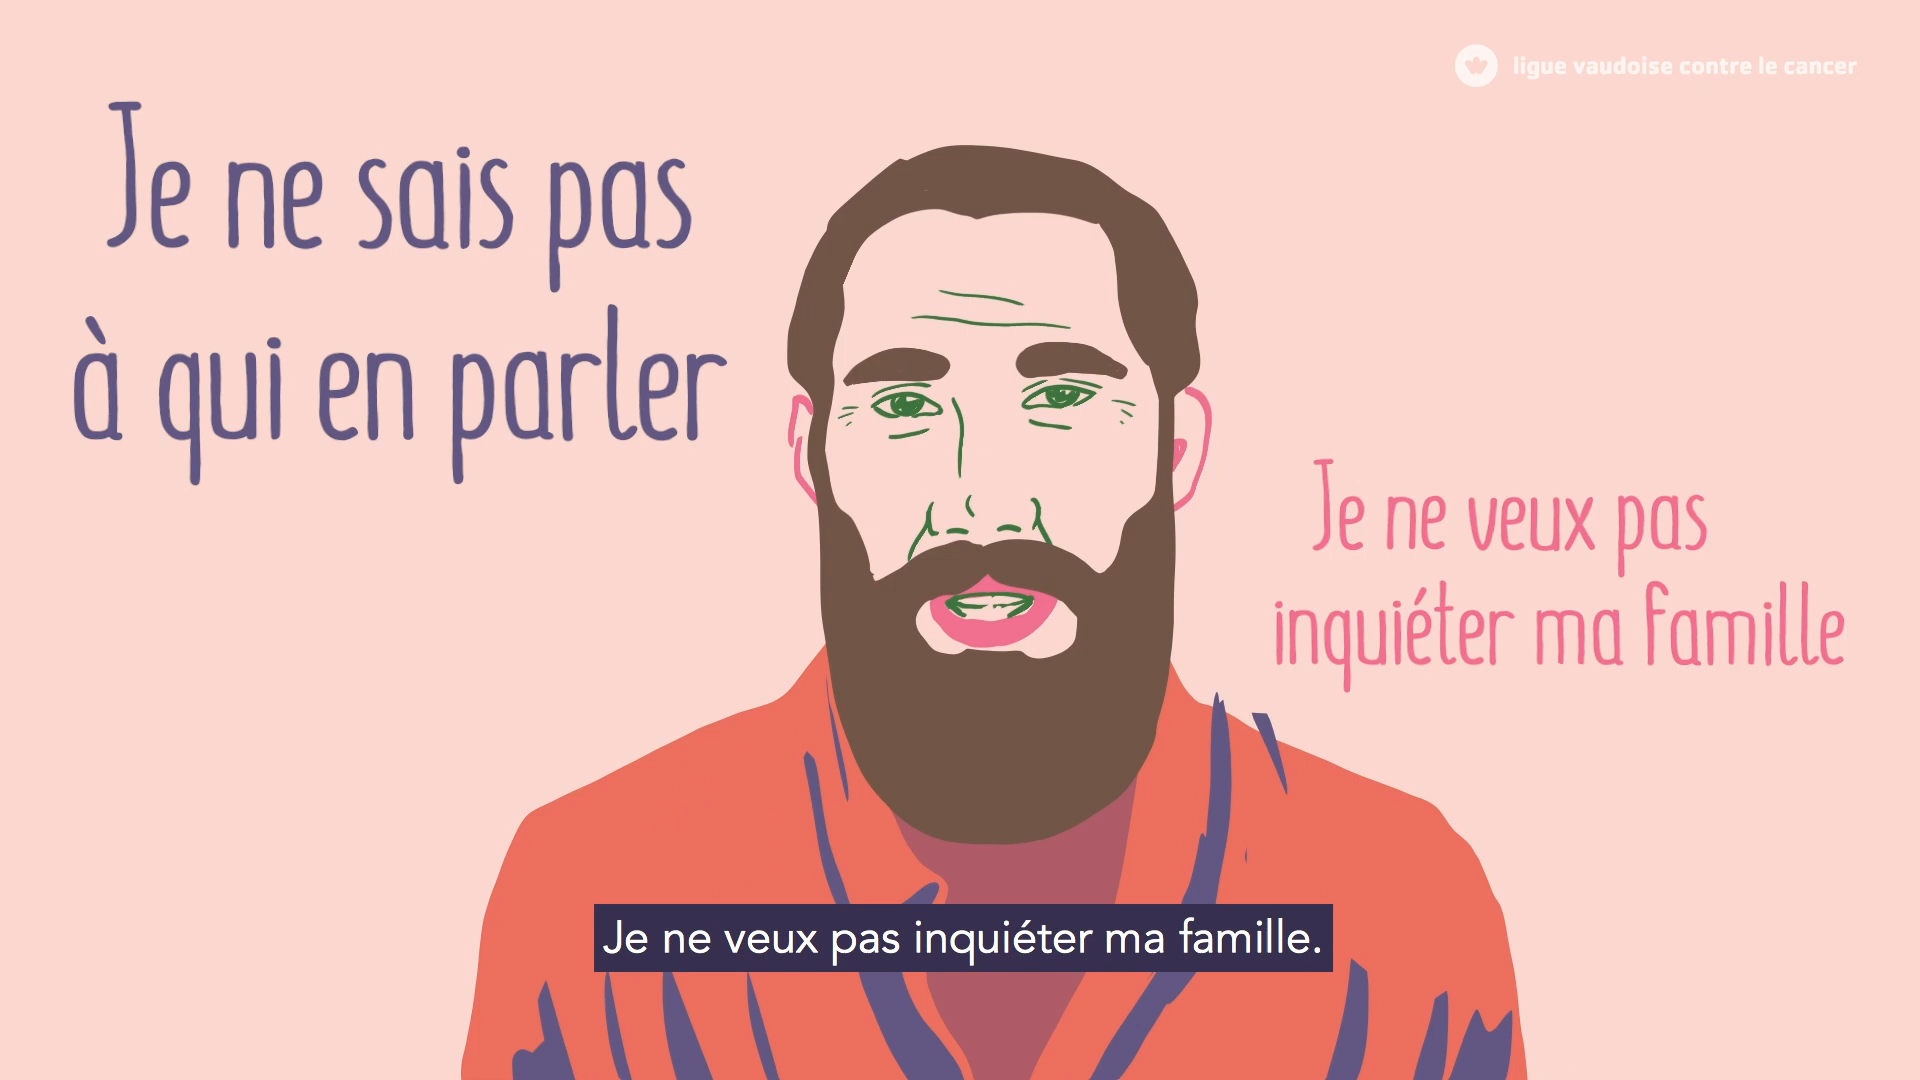 ligue vaudoise contre le cancer
Je ne sais pas
à qui en parler
Je ne veux pas
inquiéter ma famille
Je ne veux pas inquiéter ma famille.